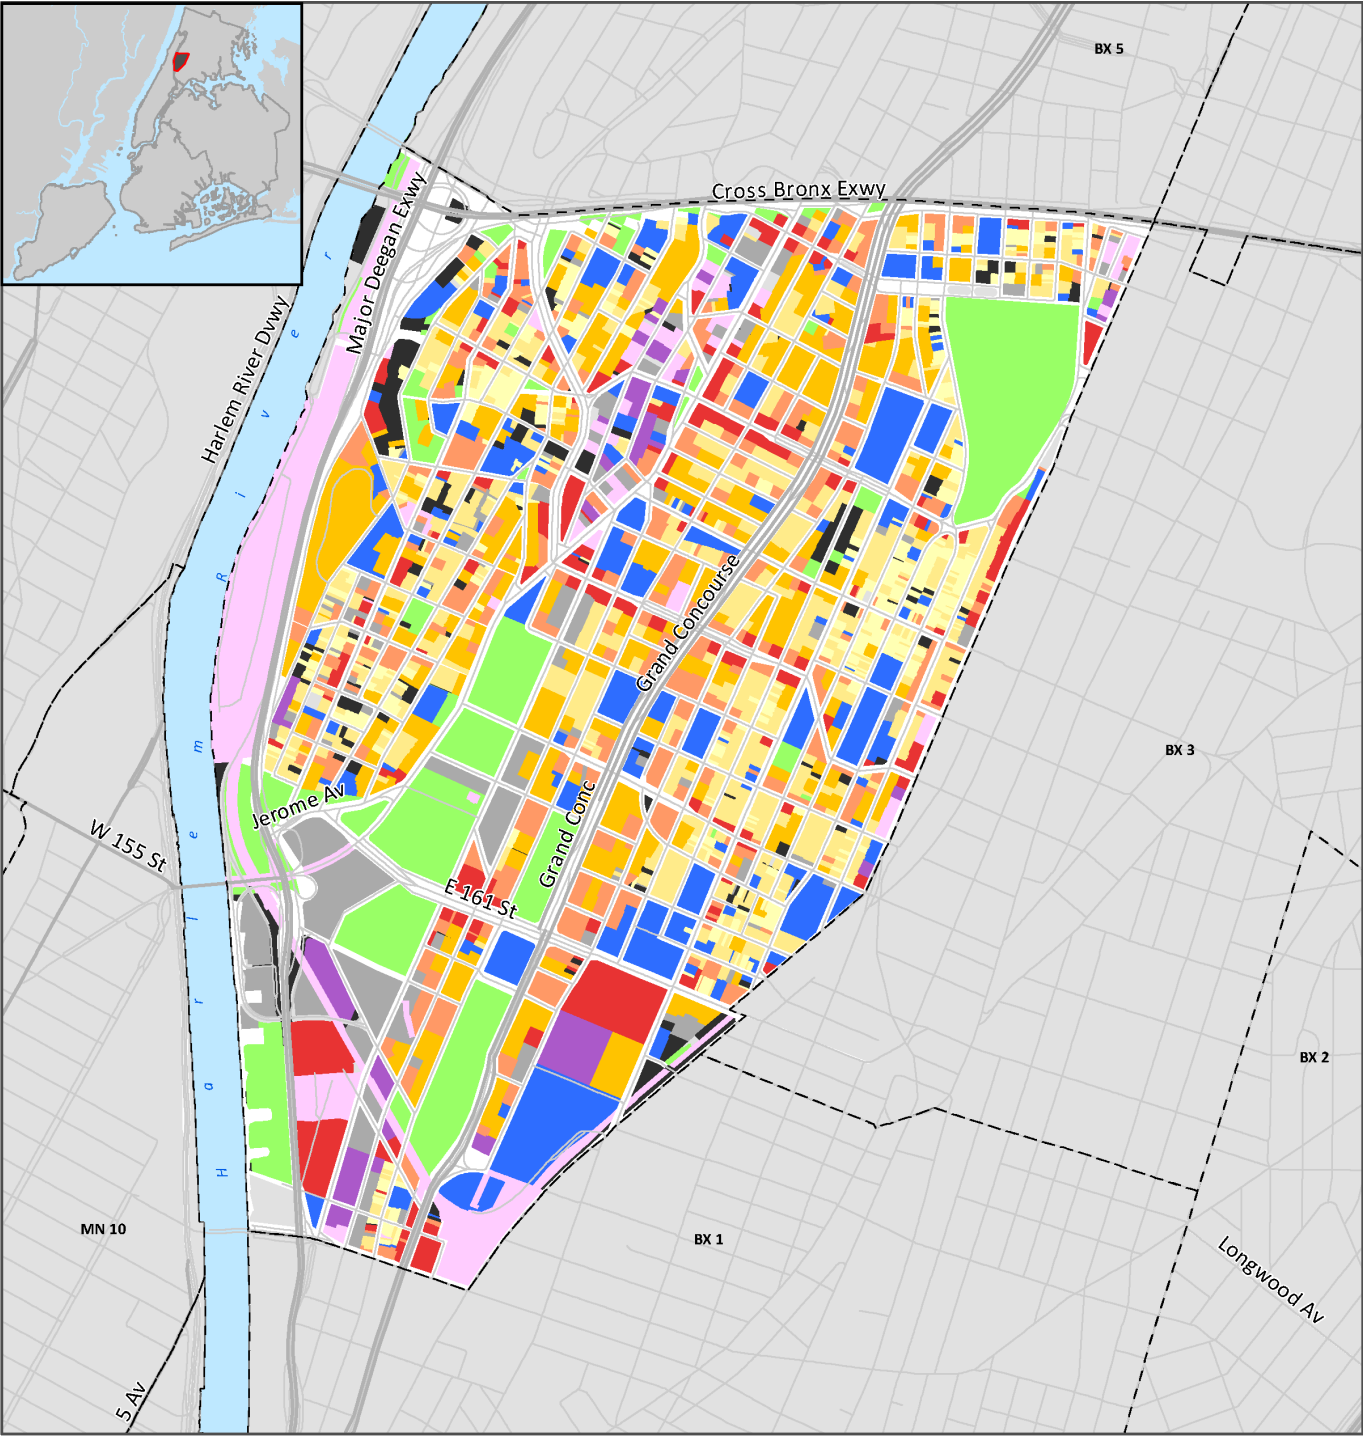 BX 5
Cross Bronx Exwy
Major Deegan Exwy
Harlem River Dvwy
Harlem River
Grand Concourse
BX 3
Jerome Av
Grand Conc
W 155 St
E 161 St
BX 2
MN 10
BX 1
Longwood Av
5 Av